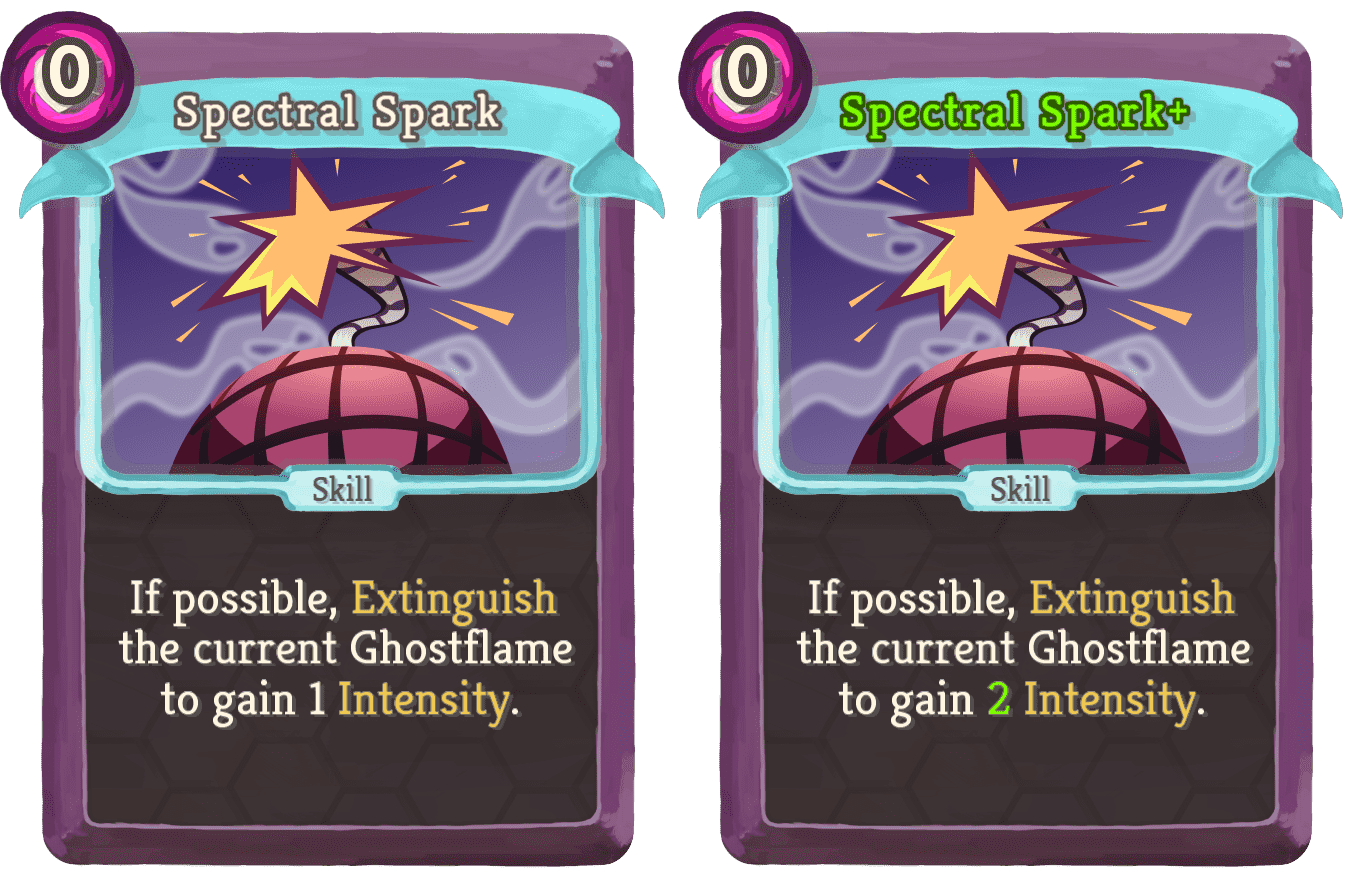 0
Spectral Spark
Skill
If possible, Extinguish
the current Ghostflame
to gain 1 Intensity.
0
Spectral Spark+
Skill
If possible, Extinguish
the current Ghostflame
to gain 2 Intensity.